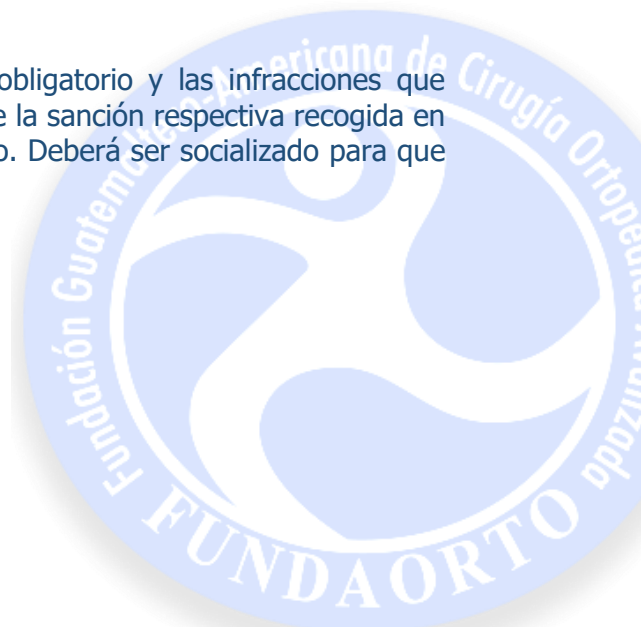 obligatorio y las infracciones que
la sanción respectiva recogida en
Deberá ser socializado para que
Fundación Guatemalteco-Americana de Cirugía Ortopédica Avanzada
FUNDAORTO